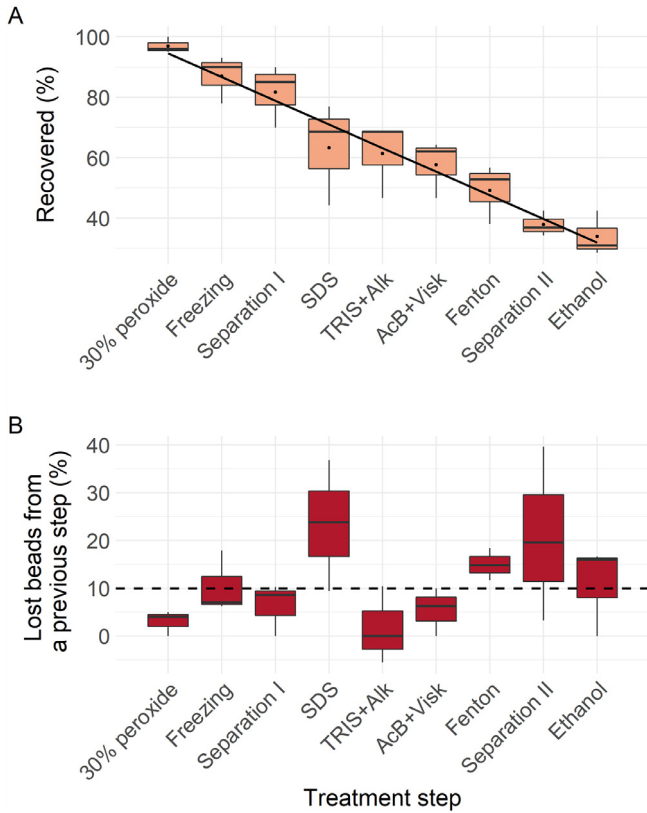 A
Recovered (%)
100
80
60
40
30% peroxide
Freezing
Separation I
SDS
TRIS+Alk
AcB+Visk
Fenton
Separation II
Ethanol
B
Lost beads from
a previous step (%)
40
30
20
10
0
30% peroxide
Freezing
Separation I
SDS
TRIS+Alk
AcB+Visk
Fenton
Separation II
Ethanol
Treatment step